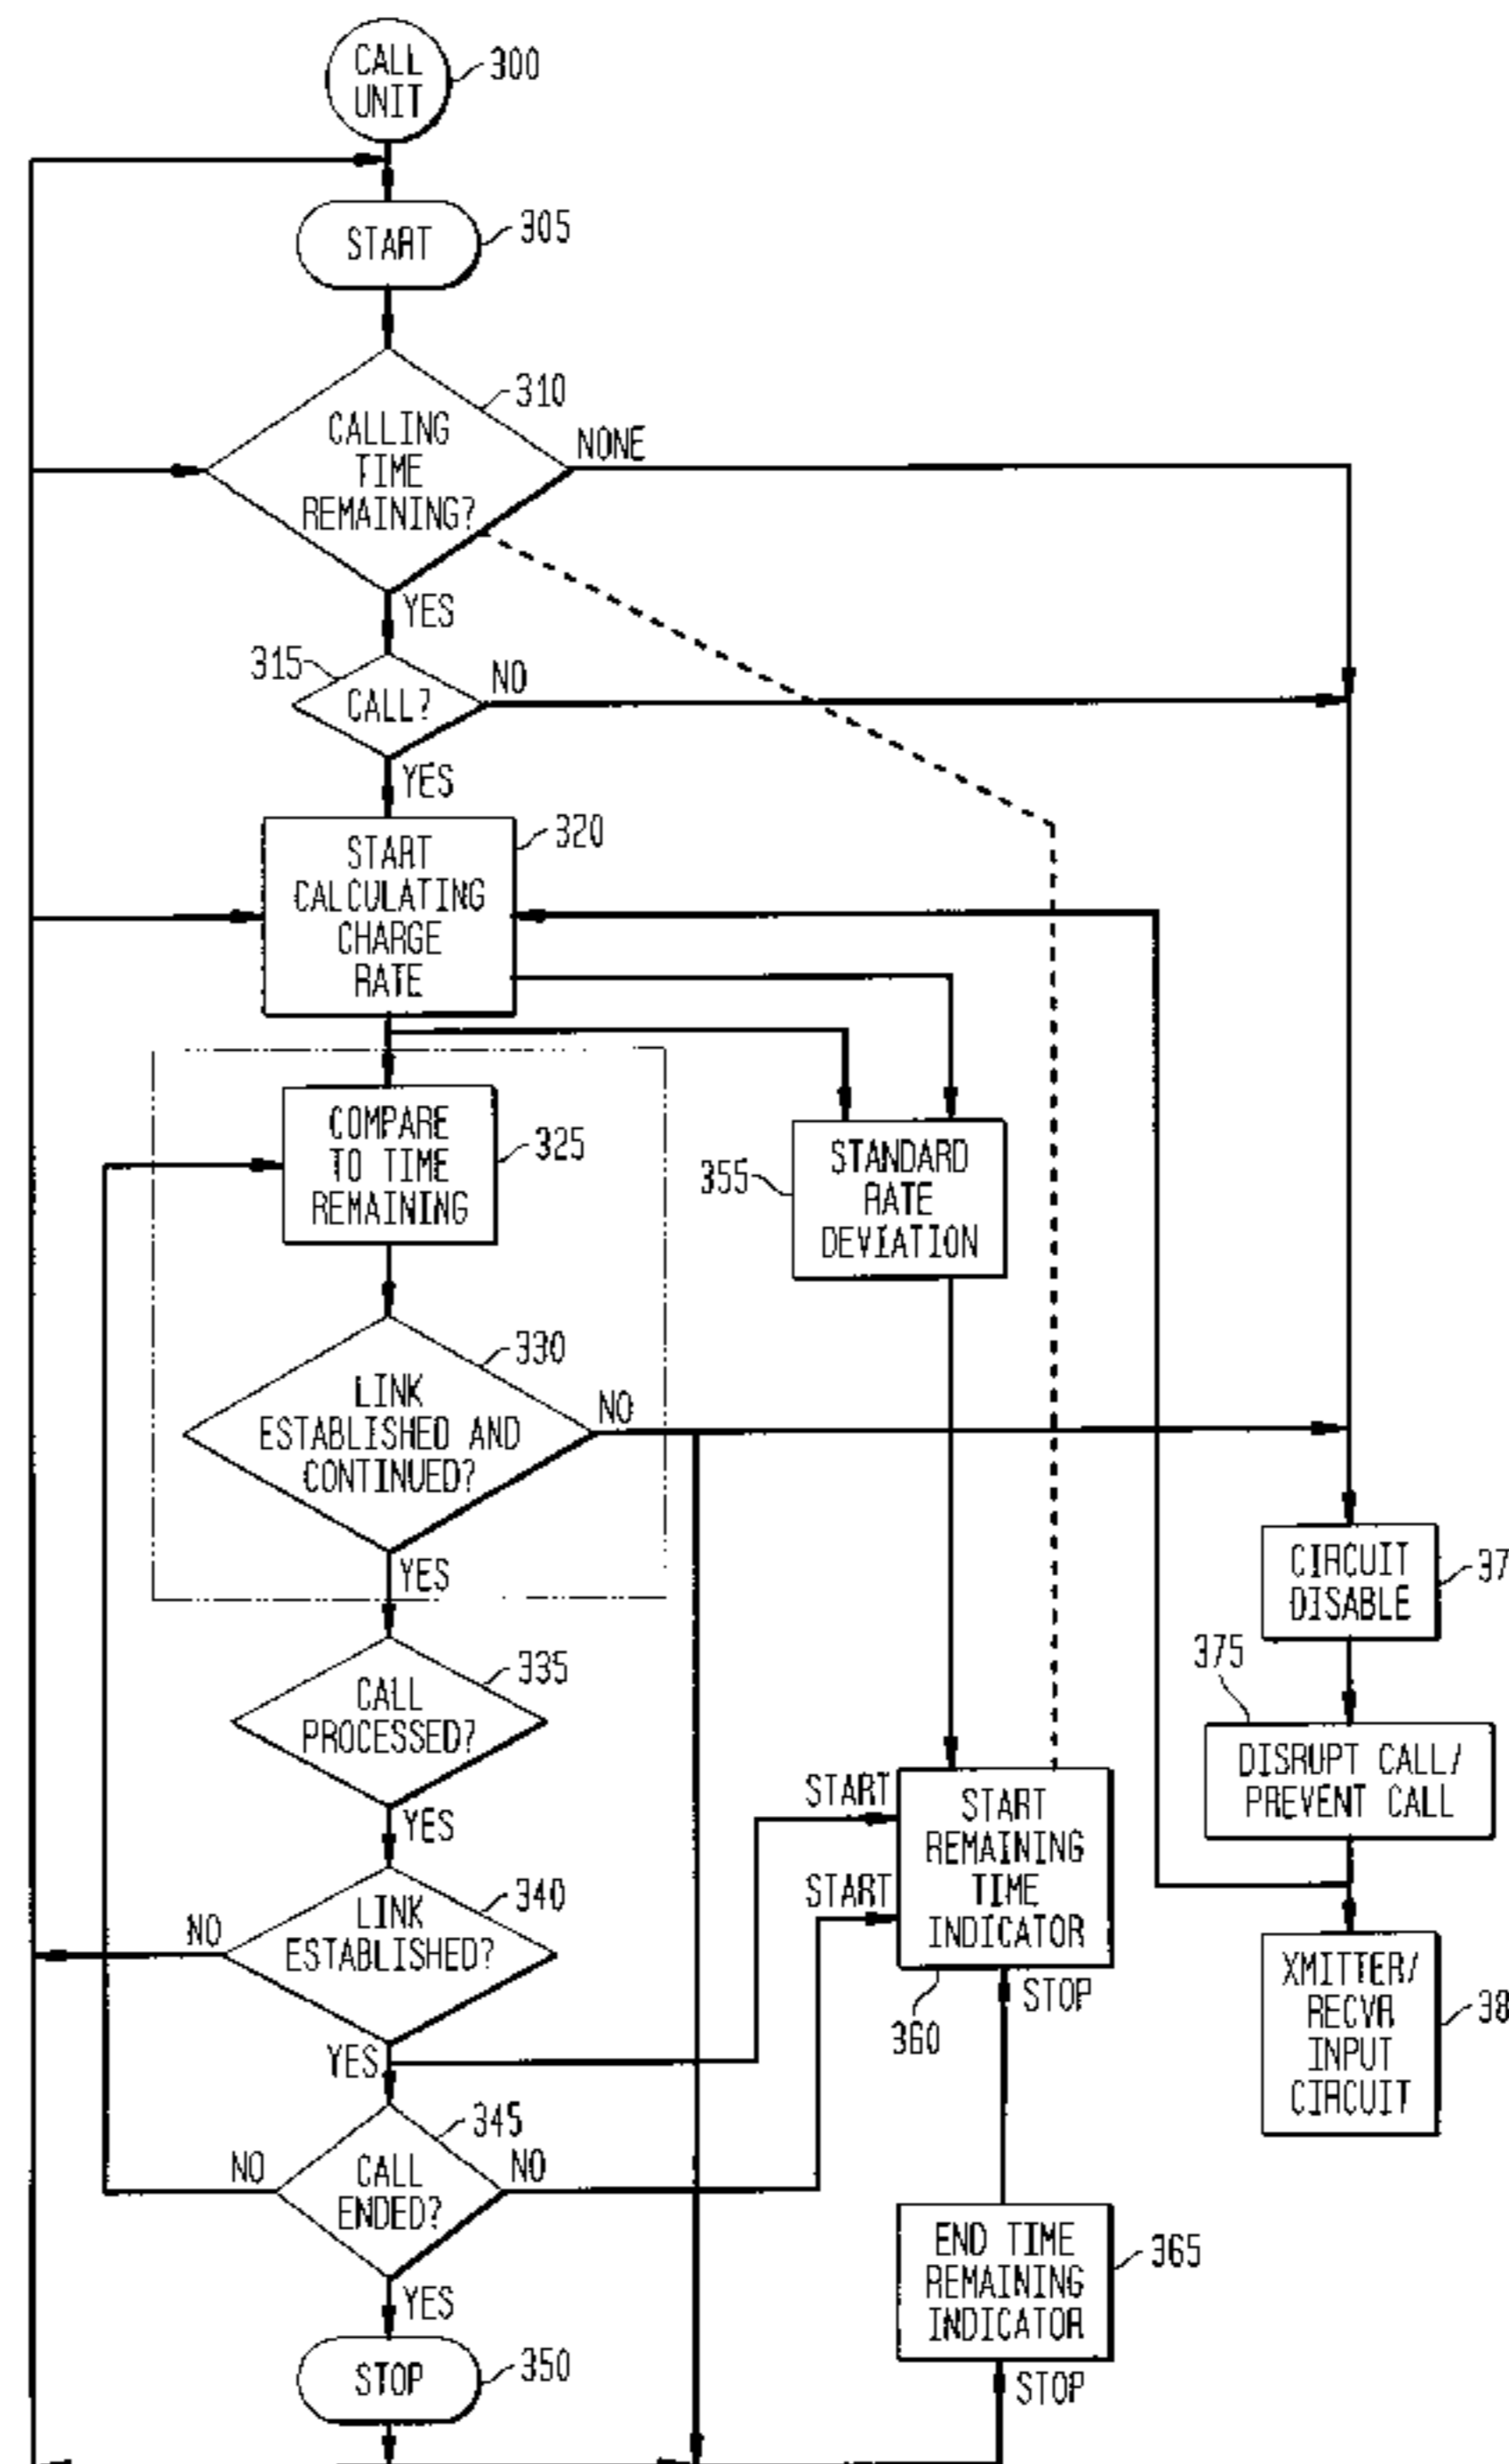 CALL
UNIT
300
START
305
CALLING
TIME
REMAINING?
310
NONE
YES
315
CALL?
NO
YES
START
CALCULATING
CHARGE
RATE
320
COMPARE
TO TIME
REMAINING
325
355
STANDARD
RATE
DEVIATION
LINK
ESTABLISHED AND
CONTINUED?
330
NO
YES
CIRCUIT
DISABLE
37
CALL
PROCESSED?
335
YES
375
DISRUPT CALL/
PREVENT CALL
START
START
START
REMAINING
TIME
INDICATOR
360
STOP
LINK
ESTABLISHED?
340
NO
YES
XMITTER/
RECVR
INPUT
CIRCUIT
38
CALL
ENDED?
345
NO
NO
YES
END TIME
REMAINING
INDICATOR
365
STOP
STOP
350